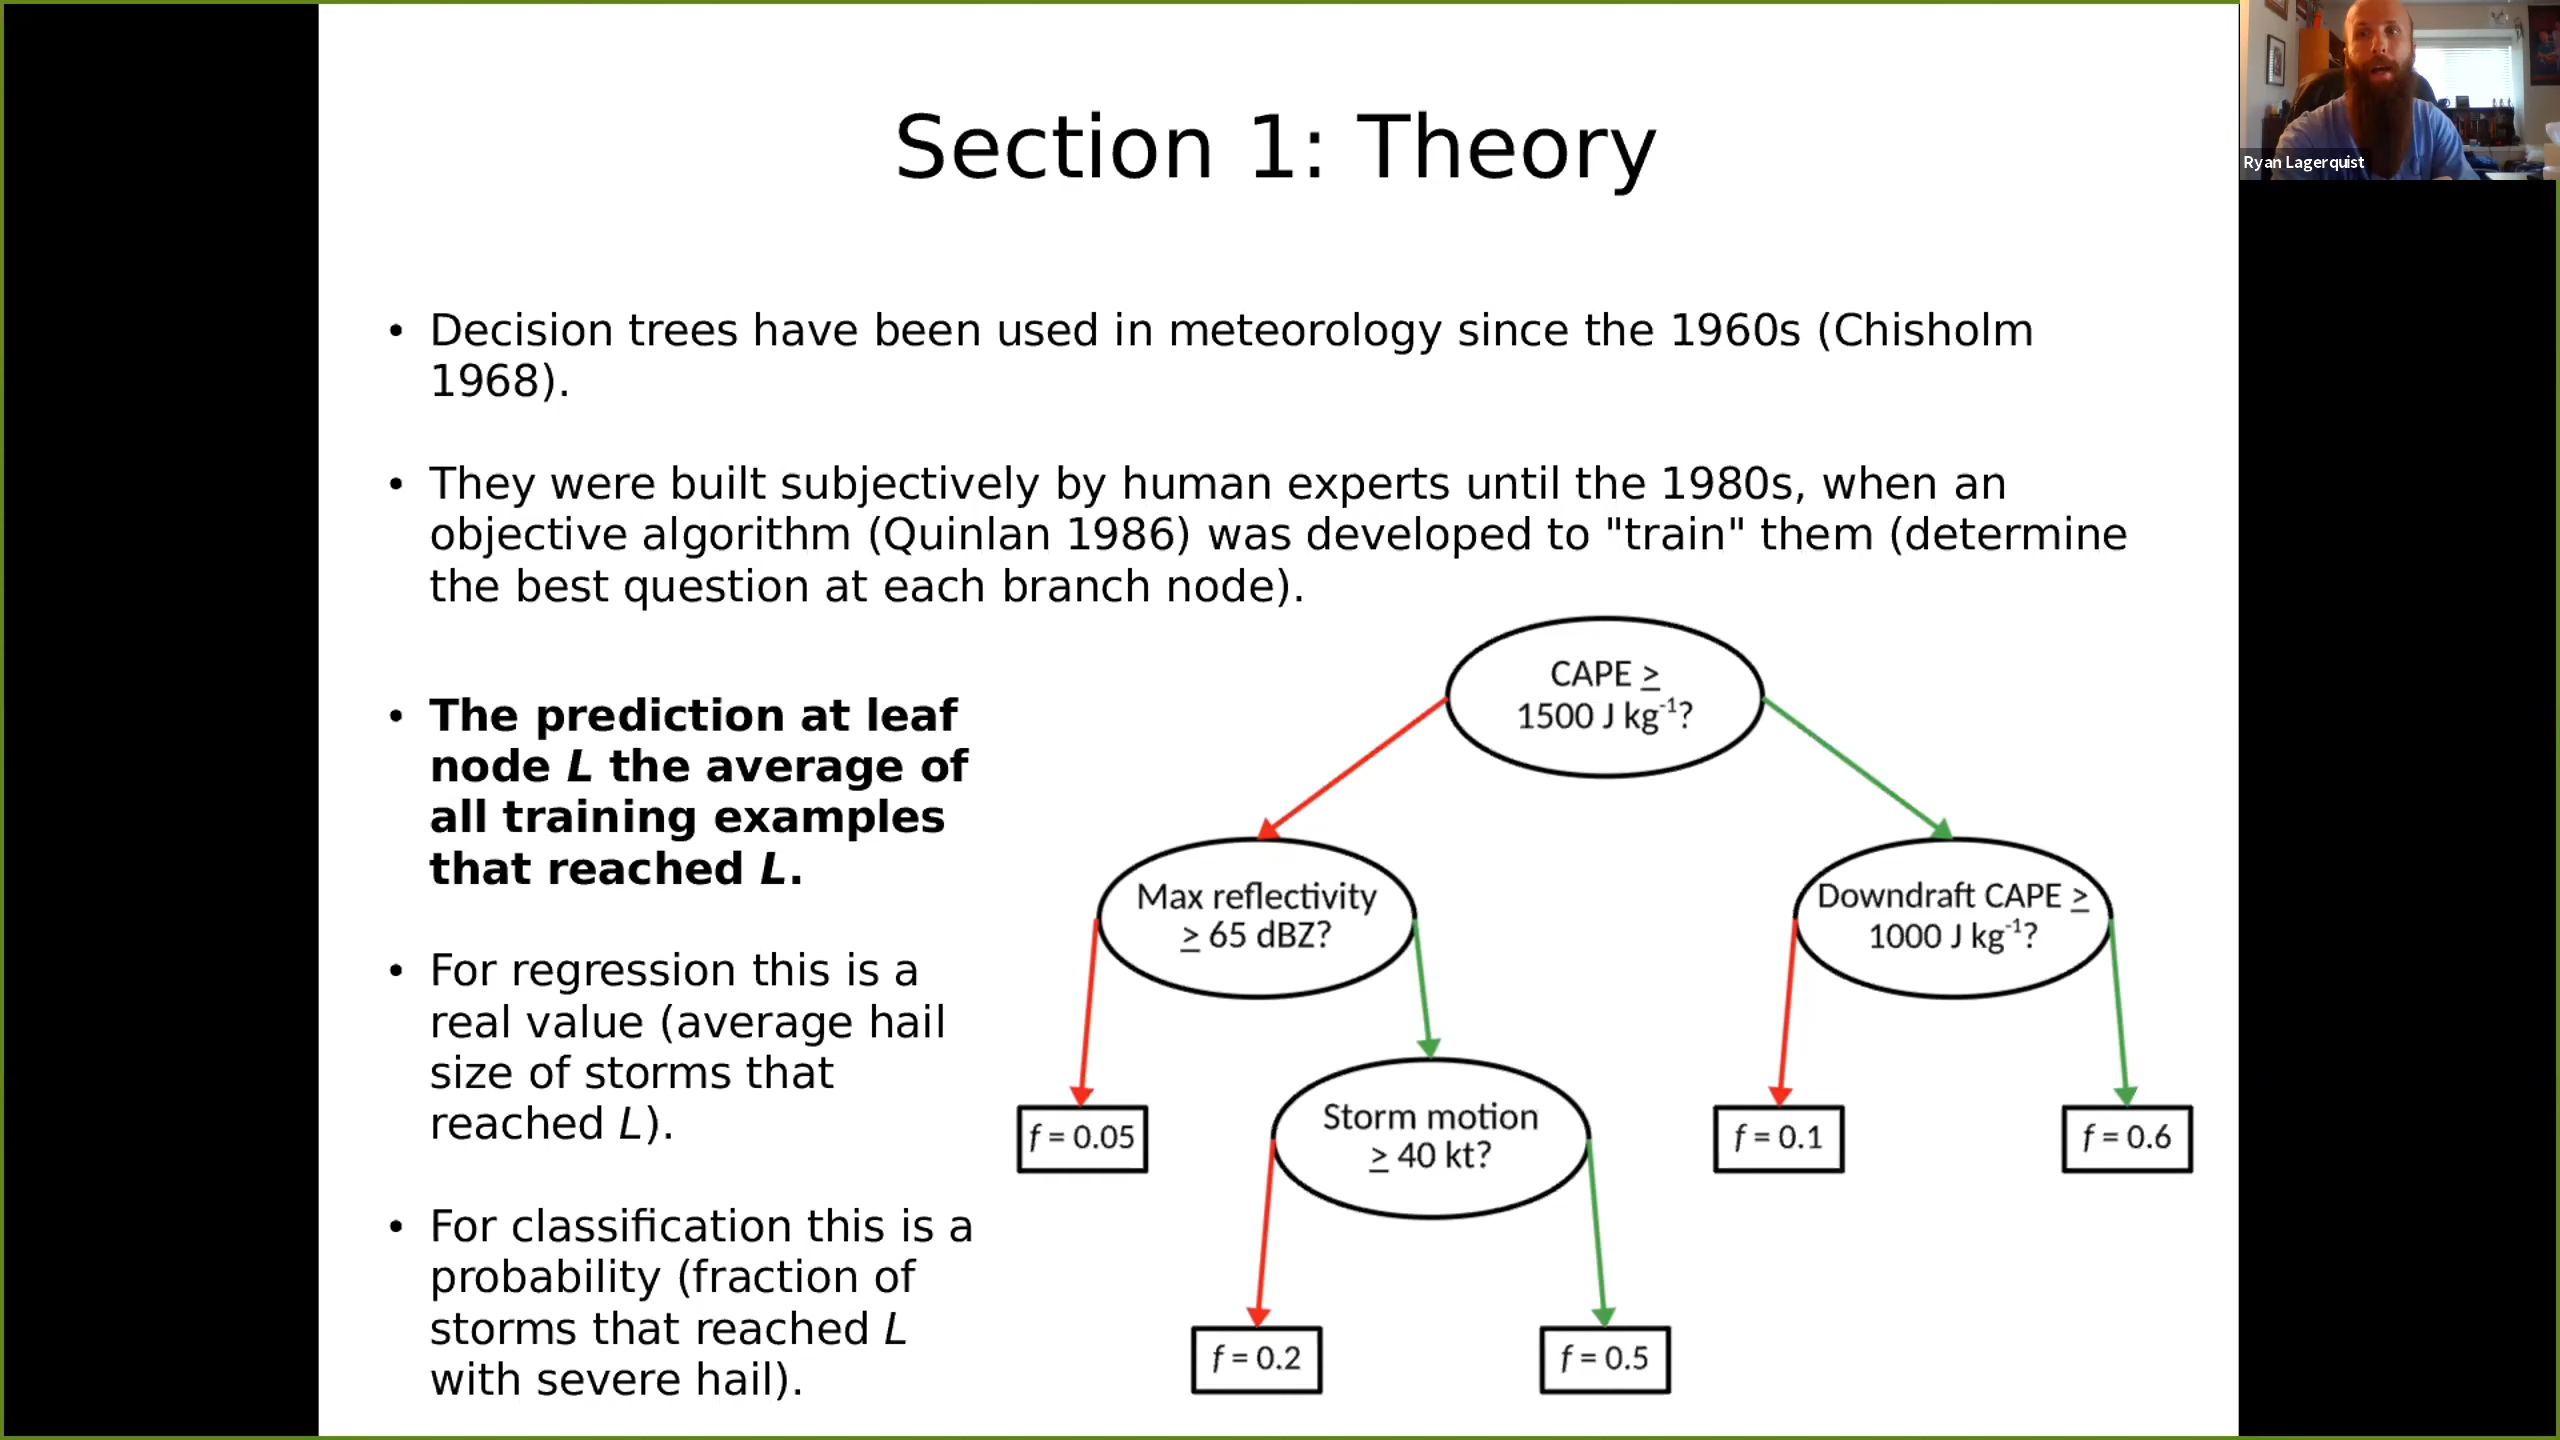 Section 1: Theory
Ryan Lagerquist
• Decision trees have been used in meteorology since the 1960s (Chisholm
1968).
• They were built subjectively by human experts until the 1980s, when an
objective algorithm (Quinlan 1986) was developed to "train" them (determine
the best question at each branch node).
• The prediction at leaf
node L the average of
all training examples
that reached L.
• For regression this is a
real value (average hail
size of storms that
reached L).
• For classification this is a
probability (fraction of
storms that reached L
with severe hail).
CAPE ≥
1500 J kg⁻¹?
Max reflectivity
≥ 65 dBZ?
Downdraft CAPE ≥
1000 J kg⁻¹?
f = 0.05
Storm motion
≥ 40 kt?
f = 0.1
f = 0.6
f = 0.2
f = 0.5